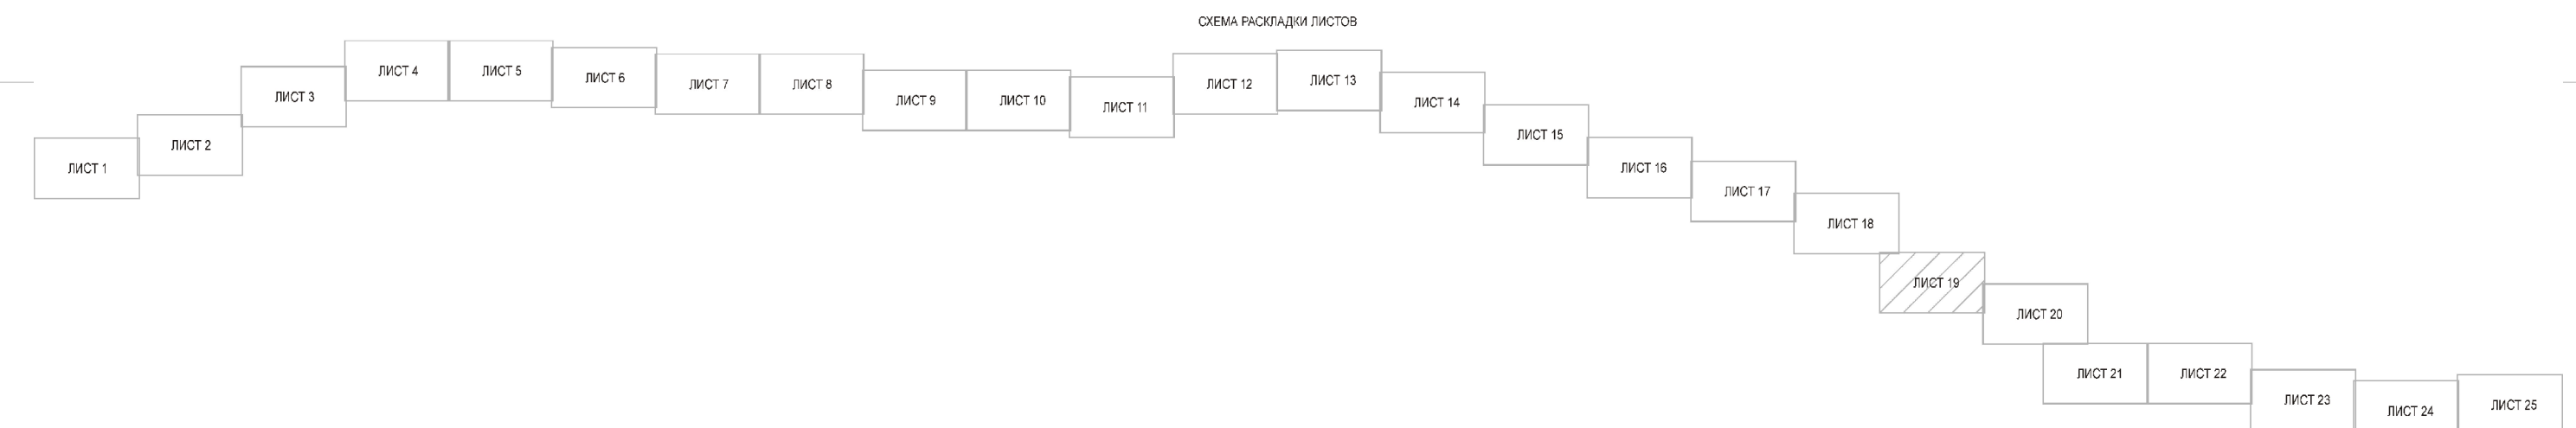 СХЕМА РАСКЛАДКИ ЛИСТОВ
ЛИСТ 1
ЛИСТ 2
ЛИСТ 3
ЛИСТ 4
ЛИСТ 5
ЛИСТ 6
ЛИСТ 7
ЛИСТ 8
ЛИСТ 9
ЛИСТ 10
ЛИСТ 11
ЛИСТ 12
ЛИСТ 13
ЛИСТ 14
ЛИСТ 15
ЛИСТ 16
ЛИСТ 17
ЛИСТ 18
ЛИСТ 19
ЛИСТ 20
ЛИСТ 21
ЛИСТ 22
ЛИСТ 23
ЛИСТ 24
ЛИСТ 25